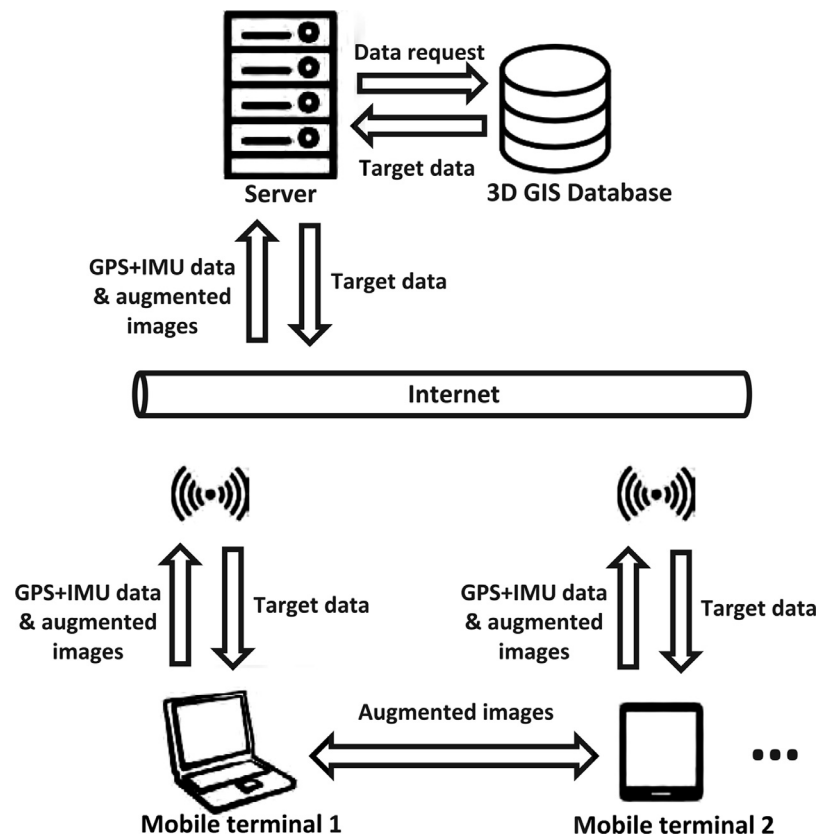 Data request
Target data
Server
3D GIS Database
GPS+IMU data
& augmented
images
Target data
Internet
GPS+IMU data
& augmented
images
Target data
GPS+IMU data
& augmented
images
Target data
Augmented images
Mobile terminal 1
Mobile terminal 2